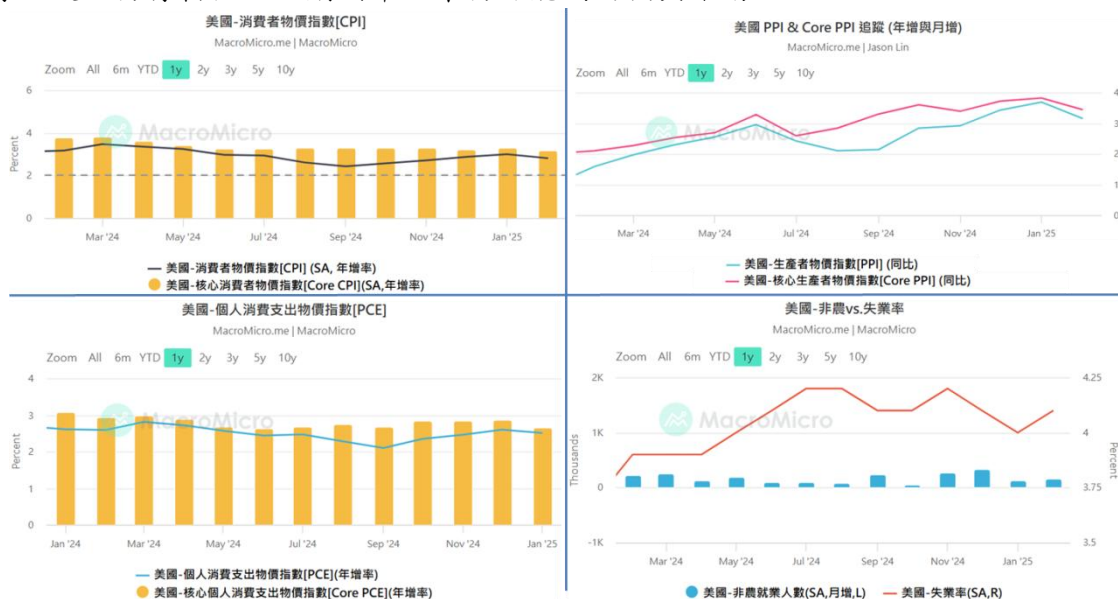 美國-消費者物價指數[CPI]
MacroMicro.me | MacroMicro
Zoom All 6m YTD 1y 2y 3y 5y 10y
MacroMicro
Percent
6
4
2
0
Mar '24 May '24 Jul '24 Sep '24 Nov '24 Jan '25
美國-消費者物價指數[CPI] (SA, 年增率)
美國-核心消費者物價指數[Core CPI](SA,年增率)
美國 PPI & Core PPI 追蹤 (年增與月增)
MacroMicro.me | Jason Lin
Zoom All 6m YTD 1y 2y 3y 5y 10y
MacroMicro
4
3
2
1
0
Mar '24 May '24 Jul '24 Sep '24 Nov '24 Jan '25
美國-生產者物價指數[PPI] (同比)
美國-核心生產者物價指數[Core PPI] (同比)
美國-個人消費支出物價指數[PCE]
MacroMicro.me | MacroMicro
Zoom All 6m YTD 1y 2y 3y 5y 10y
MacroMicro
Percent
4
3
2
1
0
Jan '24 Mar '24 May '24 Jul '24 Sep '24 Nov '24 Jan '25
美國-個人消費支出物價指數[PCE](年增率)
美國-核心個人消費支出物價指數[Core PCE](年增率)
美國-非農vs.失業率
MacroMicro.me | MacroMicro
Zoom All 6m YTD 1y 2y 3y 5y 10y
MacroMicro
Thousands
2K
1K
0
-1K
4.25
4
3.75
3.5
Percent
Mar '24 May '24 Jul '24 Sep '24 Nov '24 Jan '25
美國-非農就業人數(SA,月增,L) 美國-失業率(SA,R)